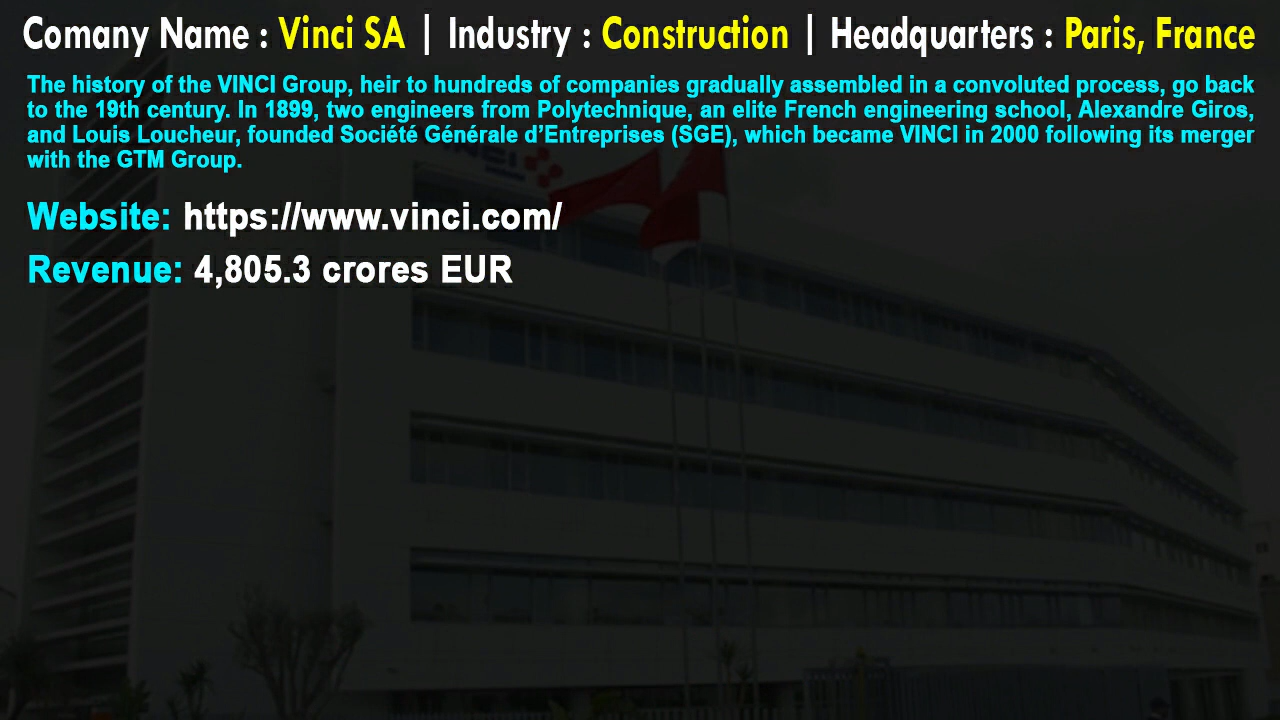 Comany Name : Vinci SA | Industry : Construction | Headquarters : Paris, France
The history of the VINCI Group, heir to hundreds of companies gradually assembled in a convoluted process, go back
to the 19th century. In 1899, two engineers from Polytechnique, an elite French engineering school, Alexandre Giros,
and Louis Loucheur, founded Société Générale d’Entreprises (SGE), which became VINCI in 2000 following its merger
with the GTM Group.
Website: https://www.vinci.com/
Revenue: 4,805.3 crores EUR